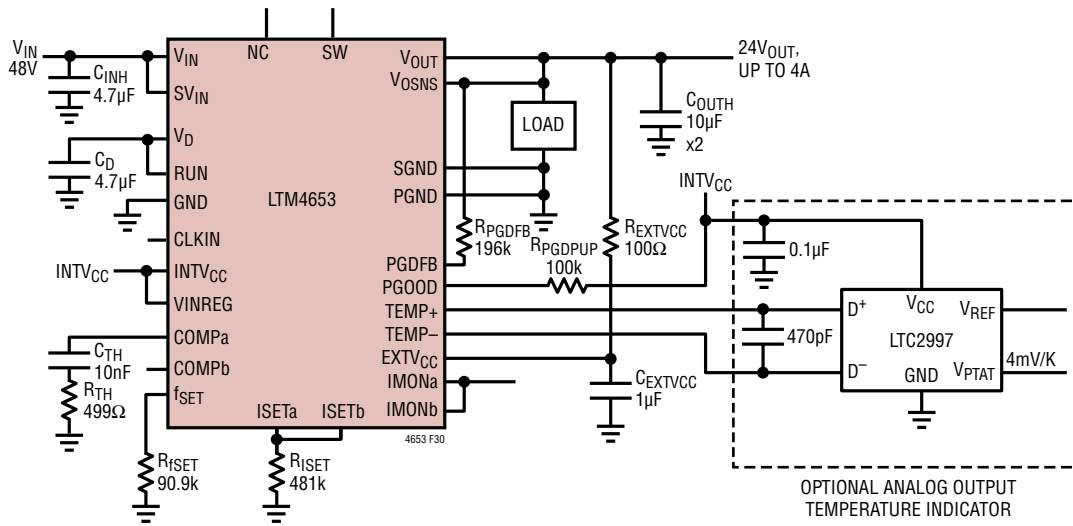 NC
SW
VIN
48V
CINH
4.7µF
VIN
SVIN
VD
RUN
GND
CLKIN
INTVCC
VINREG
COMPa
COMPb
fSET
CD
4.7µF
INTVCC
CTH
10nF
RTH
499Ω
RfSET
90.9k
LTM4653
ISETa
ISETb
RISET
481k
VOUT
VOSNS
SGND
PGND
PGDFB
PGOOD
TEMP+
TEMP–
EXTVCC
IMONa
IMONb
4653 F30
LOAD
24VOUT,
UP TO 4A
COUTH
10µF
x2
RPGDFB
196k
RPGDPUP
100k
REXTVCC
100Ω
INTVCC
CEXTVCC
1µF
0.1µF
470pF
D+
D–
VCC
LTC2997
GND
VREF
VPTAT
4mV/K
OPTIONAL ANALOG OUTPUT
TEMPERATURE INDICATOR